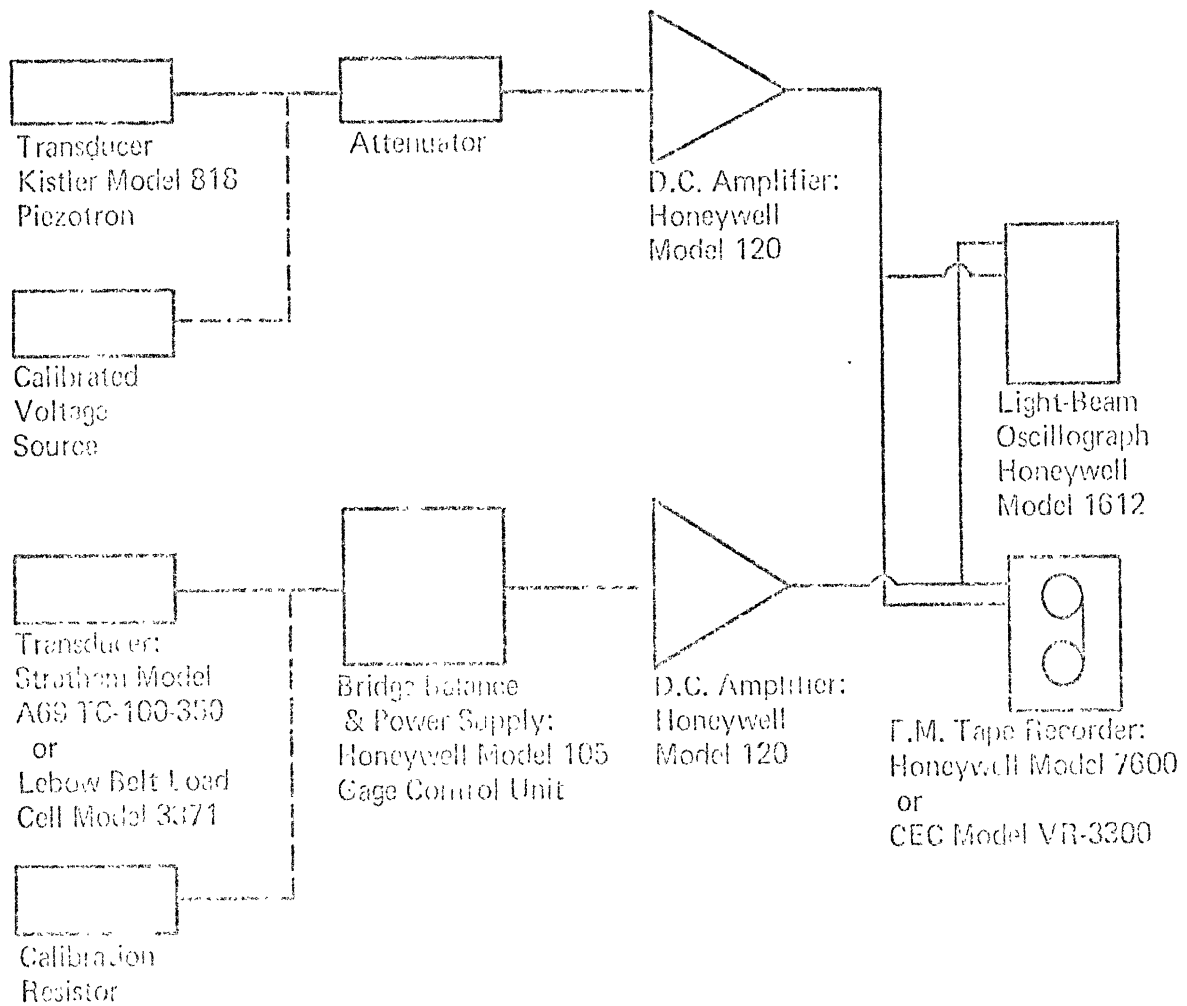 Transducer
Kistler Model 818
Piezotron
Attenuator
D.C. Amplifier:
Honeywell
Model 120
Calibrated
Voltage
Source
Light-Beam
Oscillograph
Honeywell
Model 1612
Transducer:
Stratham Model
A69 TC-100-350
or
Lebow Belt Load
Cell Model 3371
Bridge Balance
& Power Supply:
Honeywell Model 105
Gage Control Unit
D.C. Amplifier:
Honeywell
Model 120
F.M. Tape Recorder:
Honeywell Model 7600
or
CEC Model VR-3300
Calibration
Resistor